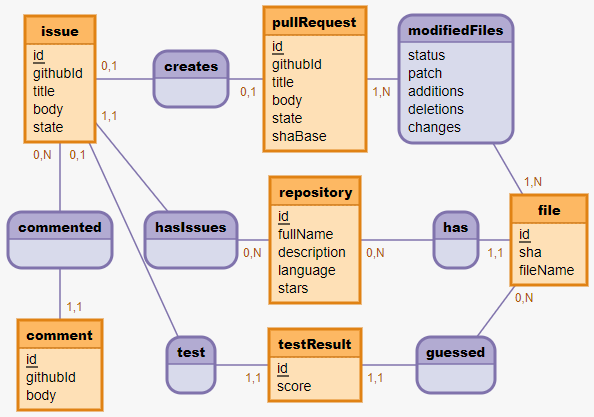 issue
id
githubId
title
body
state
0,1
1,1
0,N
0,1
creates
0,1
pullRequest
id
githubId
title
body
state
shaBase
1,N
modifiedFiles
status
patch
additions
deletions
changes
1,N
commented
1,1
hasIssues
0,N
repository
id
fullName
description
language
stars
0,N
has
1,1
file
id
sha
fileName
0,N
comment
id
githubId
body
test
1,1
testResult
id
score
1,1
guessed